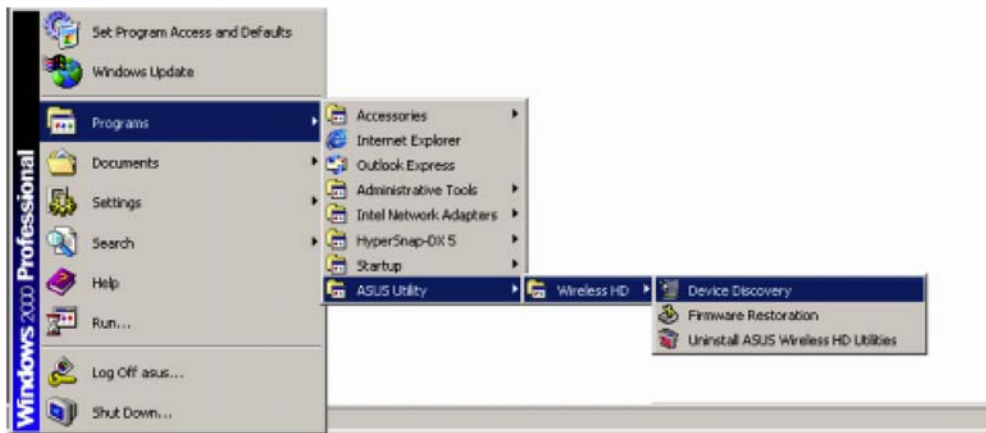 Windows 2000 Professional
Set Program Access and Defaults
Windows Update
Programs
Documents
Settings
Search
Help
Run...
Log Off asus...
Shut Down...
Accessories
Internet Explorer
Outlook Express
Administrative Tools
Intel Network Adapters
HyperSnap-DX 5
Startup
ASUS Utility
Wireless HD
Device Discovery
Firmware Restoration
Uninstall ASUS Wireless HD Utilities